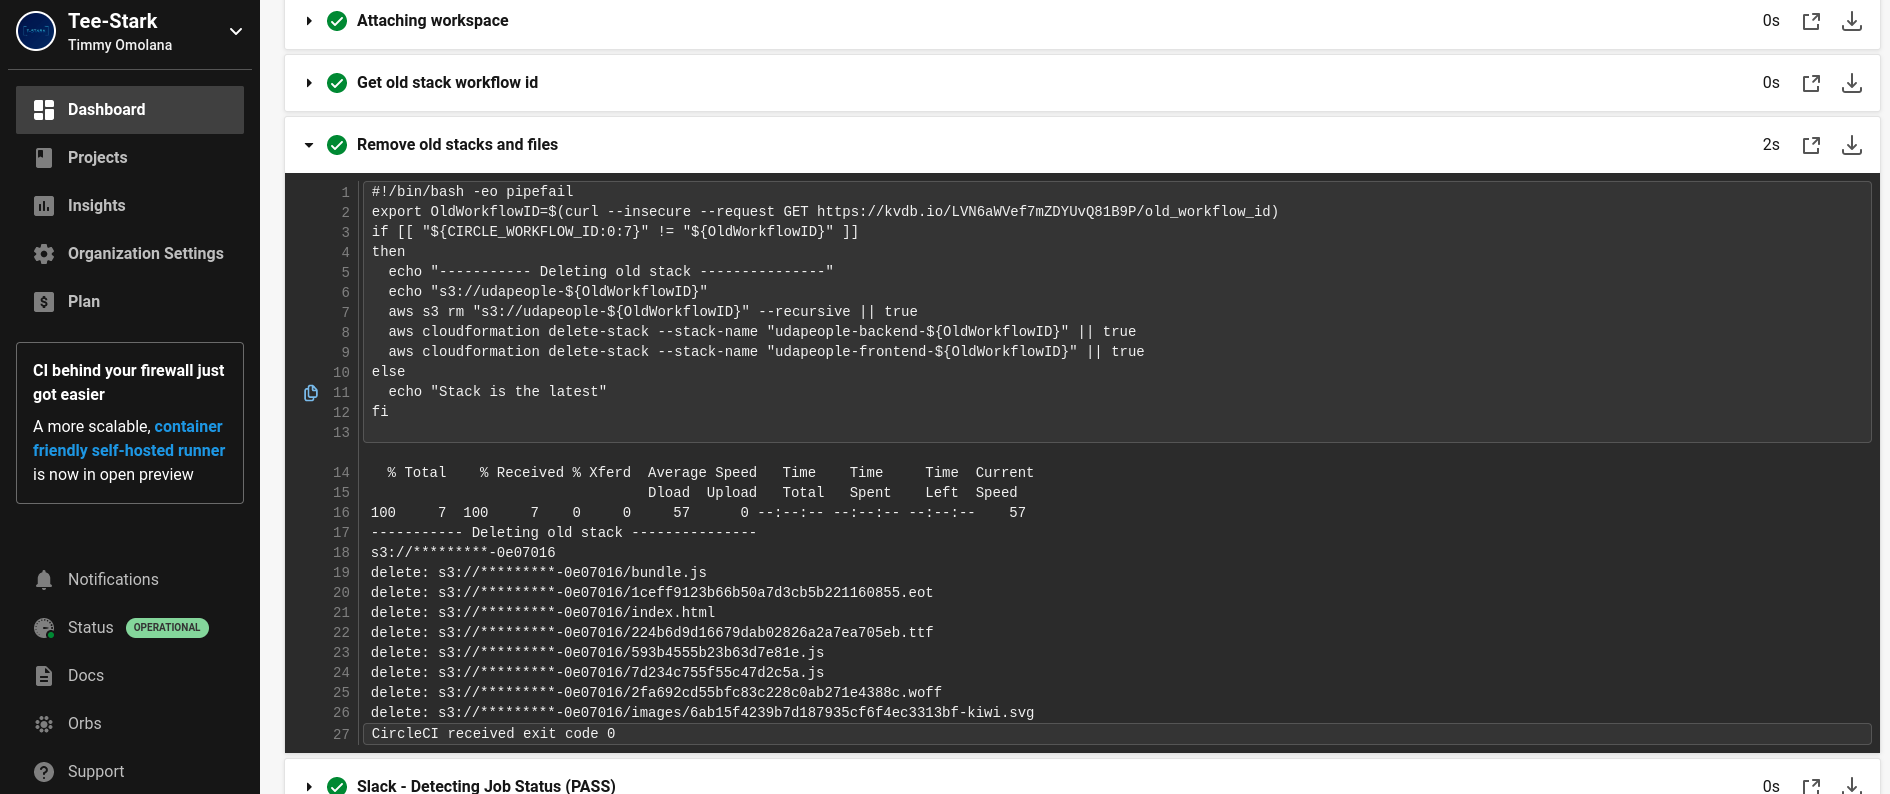 Tee-Stark
Timmy Omolana
Dashboard
Projects
Insights
Organization Settings
Plan
CI behind your firewall just
got easier
A more scalable, container
friendly self-hosted runner
is now in open preview
Notifications
Status OPERATIONAL
Docs
Orbs
Support
Attaching workspace 0s
Get old stack workflow id 0s
Remove old stacks and files 2s
1 #!/bin/bash -eo pipefail
2 export OldWorkflowID=$(curl --insecure --request GET https://kvdb.io/LVN6aWVef7mZDYUvQ81B9P/old_workflow_id)
3 if [[ "${CIRCLE_WORKFLOW_ID:0:7}" != "${OldWorkflowID}" ]]
4 then
5   echo "----------- Deleting old stack ---------------"
6   echo "s3://udapeople-${OldWorkflowID}"
7   aws s3 rm "s3://udapeople-${OldWorkflowID}" --recursive || true
8   aws cloudformation delete-stack --stack-name "udapeople-backend-${OldWorkflowID}" || true
9   aws cloudformation delete-stack --stack-name "udapeople-frontend-${OldWorkflowID}" || true
10 else
11   echo "Stack is the latest"
12 fi
13
14   % Total    % Received % Xferd  Average Speed   Time    Time     Time  Current
15                                  Dload  Upload   Total   Spent    Left  Speed
16 100     7  100     7    0     0     57      0 --:--:-- --:--:-- --:--:--    57
17 ----------- Deleting old stack ---------------
18 s3://*********-0e07016
19 delete: s3://*********-0e07016/bundle.js
20 delete: s3://*********-0e07016/1ceff9123b66b50a7d3cb5b221160855.eot
21 delete: s3://*********-0e07016/index.html
22 delete: s3://*********-0e07016/224b6d9d16679dab02826a2a7ea705eb.ttf
23 delete: s3://*********-0e07016/593b4555b23b63d7e81e.js
24 delete: s3://*********-0e07016/7d234c755f55c47d2c5a.js
25 delete: s3://*********-0e07016/2fa692cd55bfc83c228c0ab271e4388c.woff
26 delete: s3://*********-0e07016/images/6ab15f4239b7d187935cf6f4ec3313bf-kiwi.svg
27 CircleCI received exit code 0
Slack - Detecting Job Status (PASS) 0s